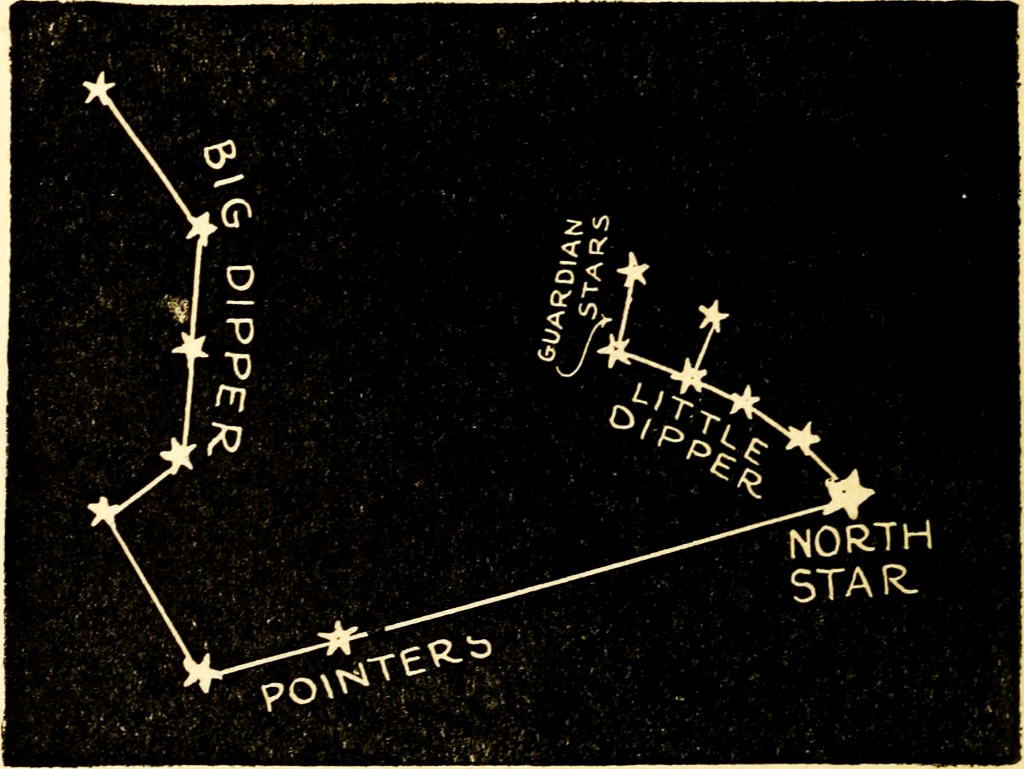 BIG DIPPER
GUARDIAN
STARS
LITTLE
DIPPER
NORTH
STAR
POINTERS